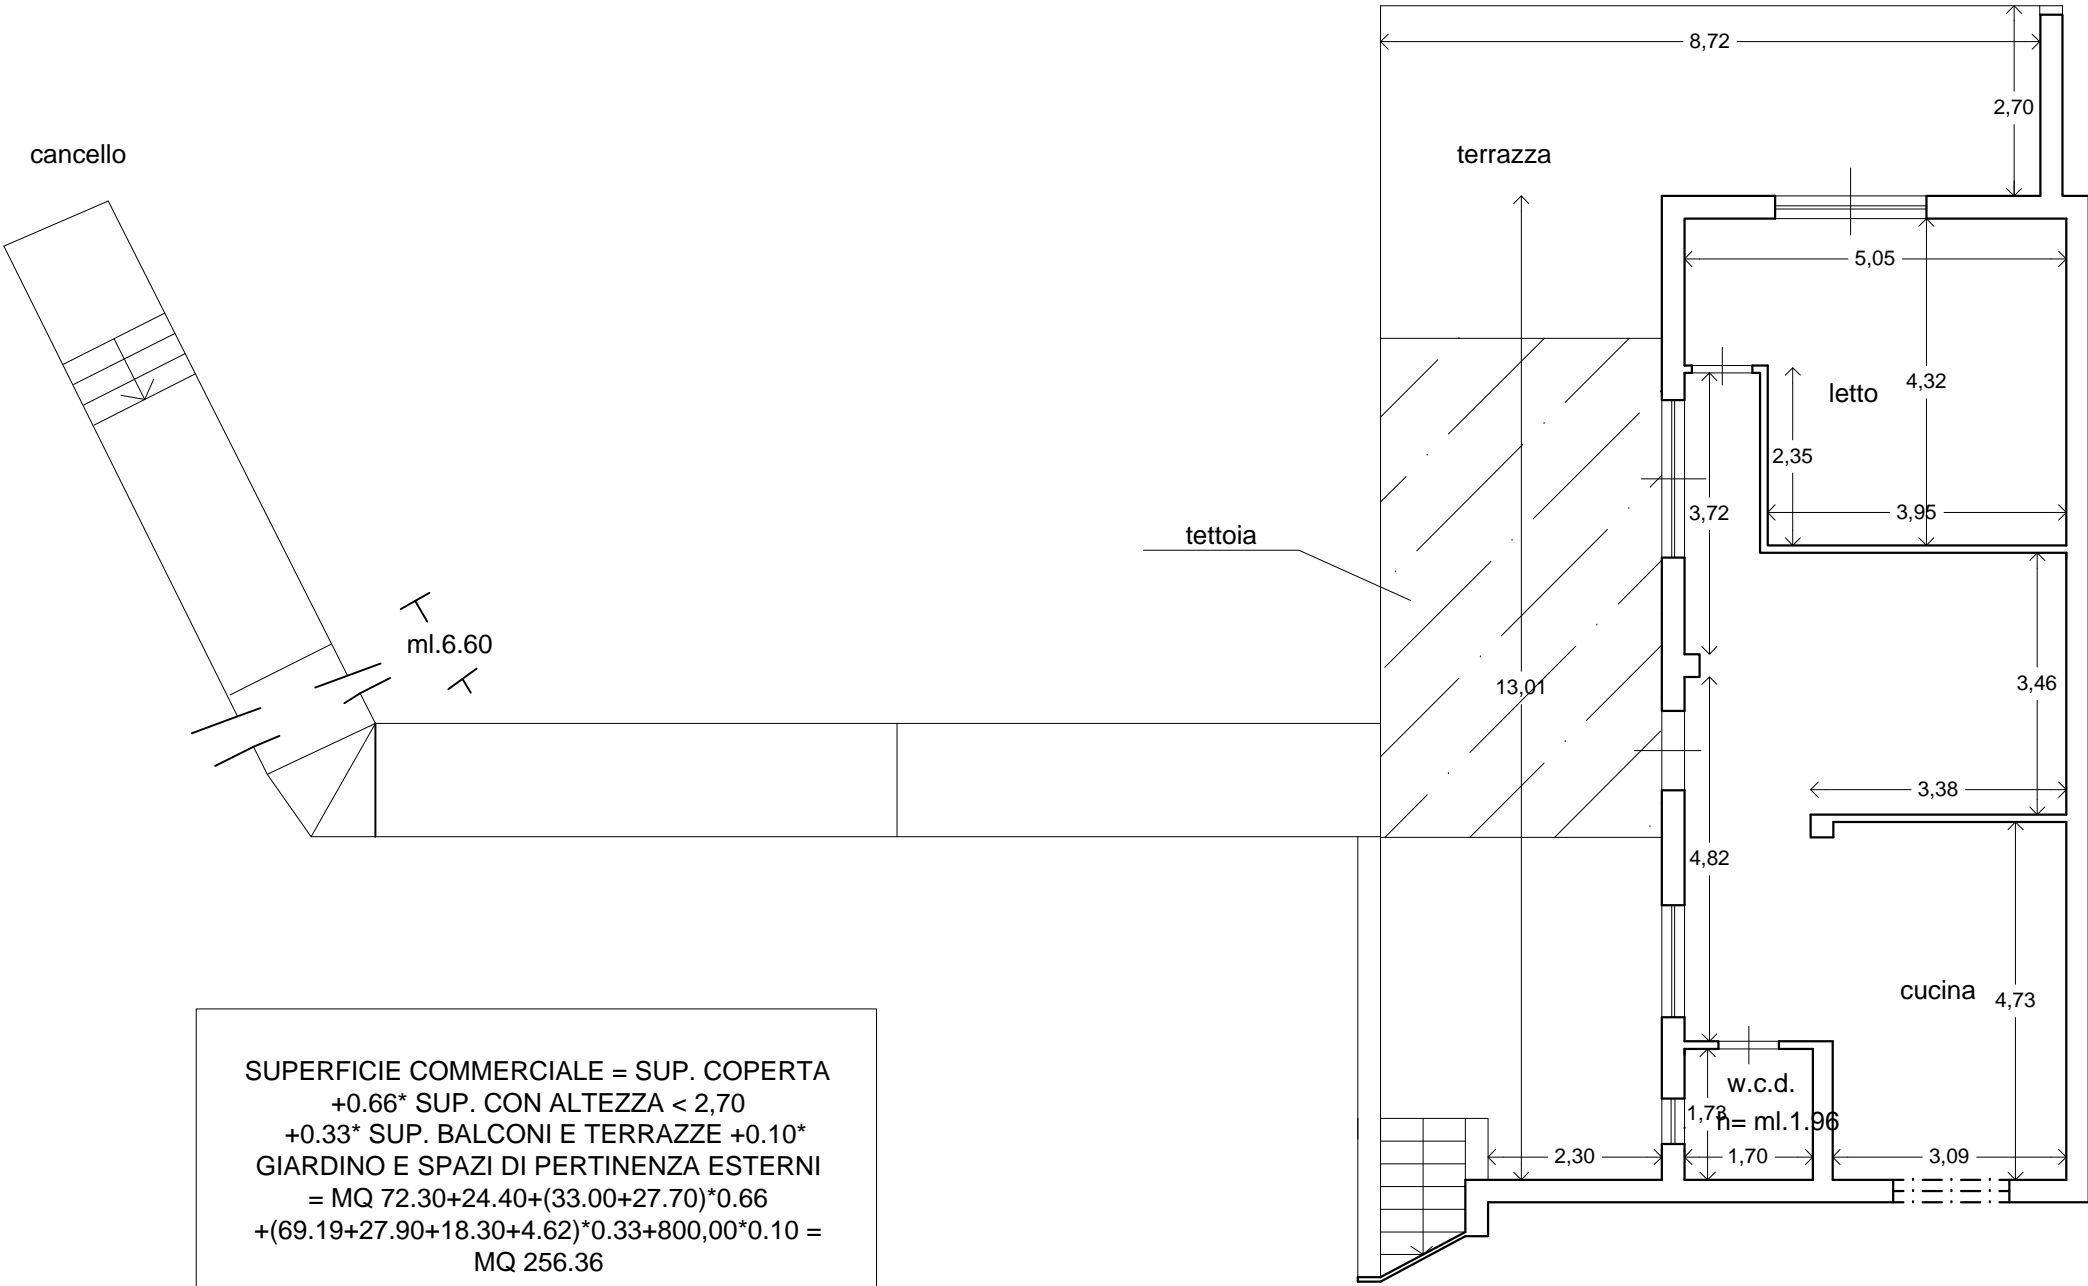 8,72
2,70
cancello
terrazza
5,05
4,32
letto
2,35
3,72
3,95
tettoia
ml.6.60
13,01
3,46
3,38
4,82
cucina
4,73
w.c.d.
1,73
h= ml.1.96
2,30
1,70
3,09
SUPERFICIE COMMERCIALE = SUP. COPERTA
+0.66* SUP. CON ALTEZZA < 2,70
+0.33* SUP. BALCONI E TERRAZZE +0.10*
GIARDINO E SPAZI DI PERTINENZA ESTERNI
= MQ 72.30+24.40+(33.00+27.70)*0.66
+(69.19+27.90+18.30+4.62)*0.33+800,00*0.10 =
MQ 256.36